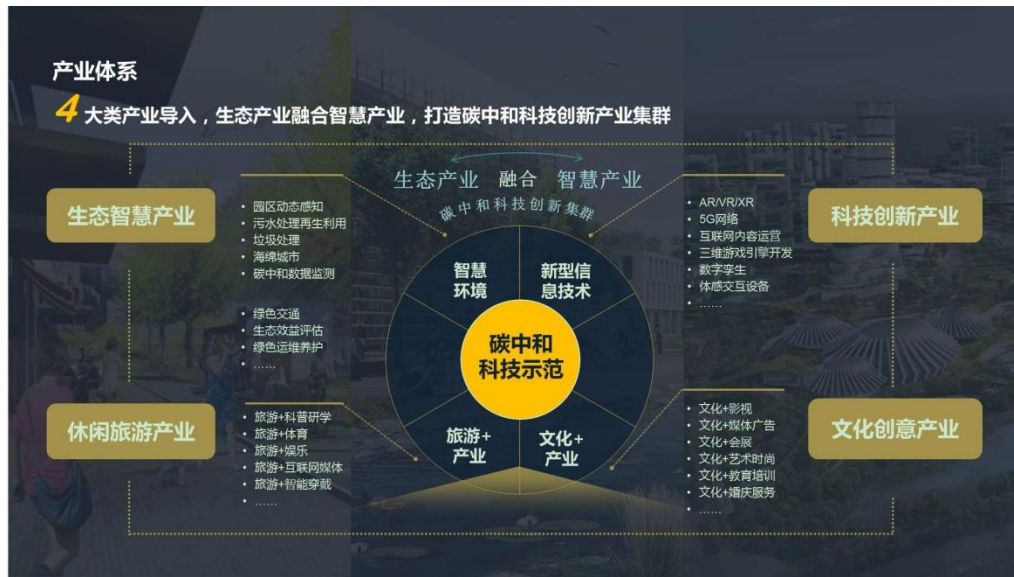 产业体系
4大类产业导入，生态产业融合智慧产业，打造碳中和科技创新产业集群
生态产业 融合 智慧产业
碳中和科技创新集群
生态智慧产业
• 园区动态感知
• 污水处理再生利用
• 垃圾处理
• 海绵城市
• 碳中和数据监测
• 绿色交通
• 生态效益评估
• 绿色运维养护
• ……
科技创新产业
• AR/VR/XR
• 5G网络
• 互联网内容运营
• 三维游戏引擎开发
• 数字孪生
• 体感交互设备
• ……
智慧
环境
新型信
息技术
碳中和
科技示范
旅游+
产业
文化+
产业
休闲旅游产业
• 旅游+科普研学
• 旅游+体育
• 旅游+娱乐
• 旅游+互联网媒体
• 旅游+智能穿戴
• ……
文化创意产业
• 文化+影视
• 文化+媒体广告
• 文化+会展
• 文化+艺术时尚
• 文化+教育培训
• 文化+婚庆服务
• ……